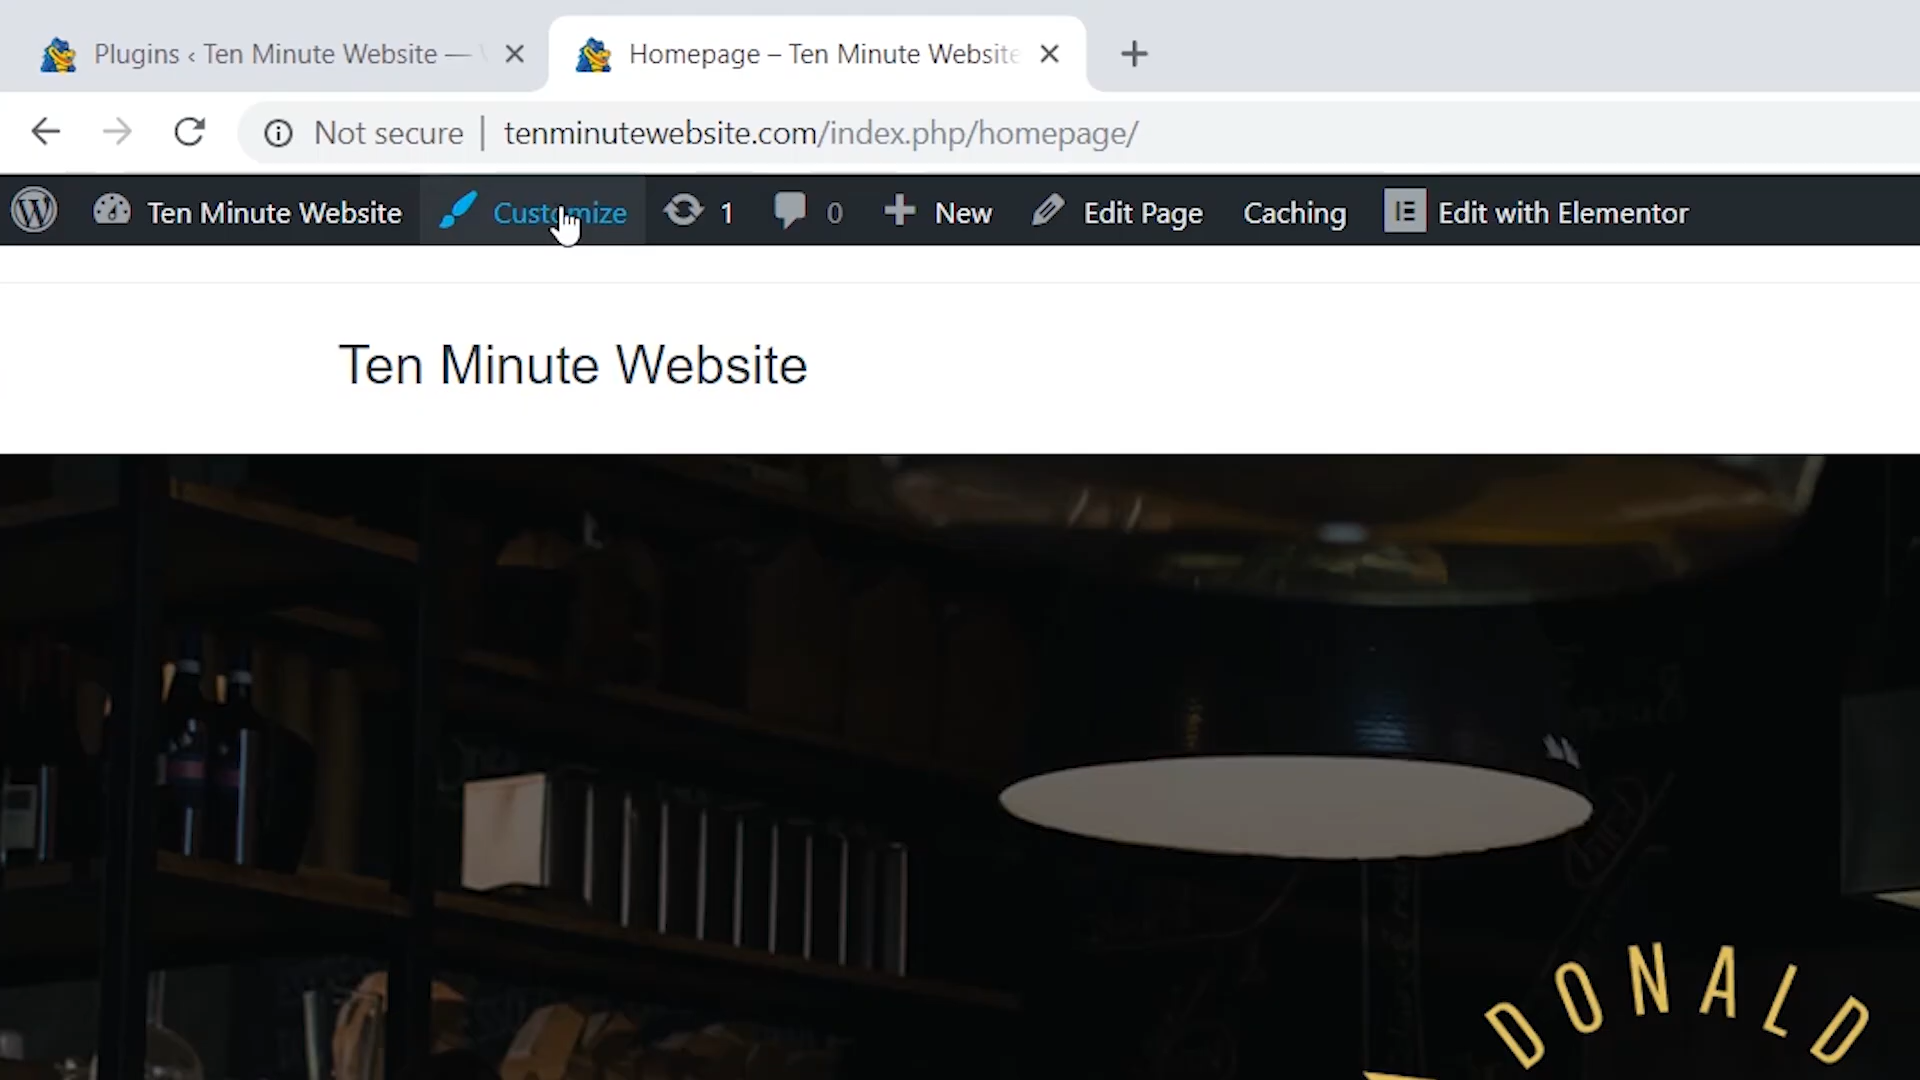 Plugins ‹ Ten Minute Website —
Homepage – Ten Minute Website
Not secure | tenminutewebsite.com/index.php/homepage/
Ten Minute Website Customize 1 0 New Edit Page Caching Edit with Elementor
Ten Minute Website
DONALD